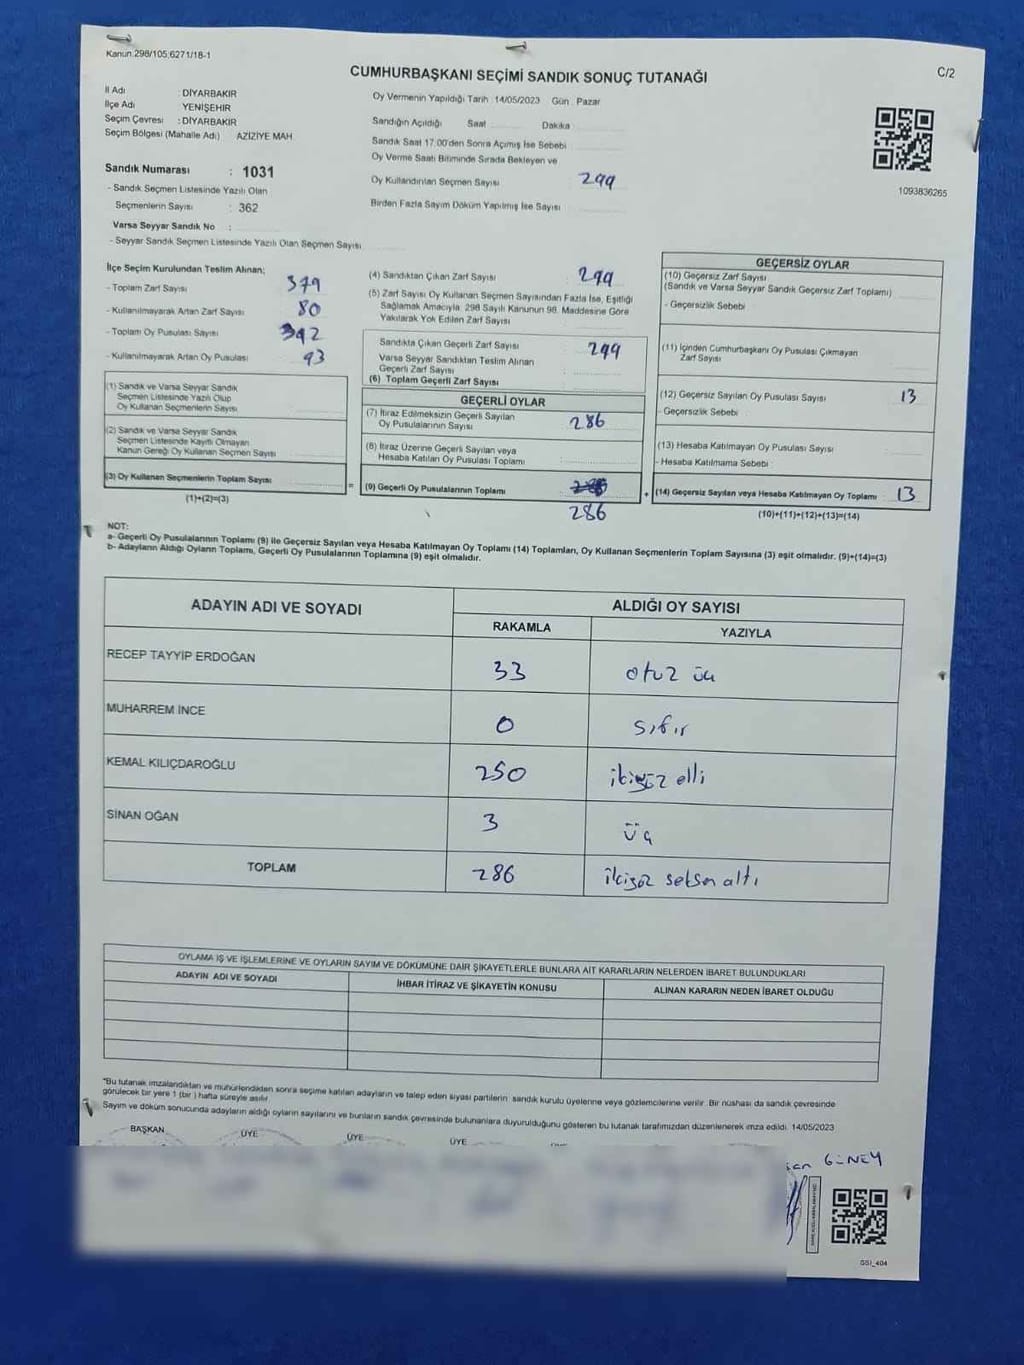 Kanun 298/105;6271/18-1
C/2
CUMHURBAŞKANI SEÇİMİ SANDIK SONUÇ TUTANAĞI
İl Adı : DİYARBAKIR
İlçe Adı YENİŞEHİR
Seçim Çevresi : DİYARBAKIR
Seçim Bölgesi (Mahalle Adı) AZİZİYE MAH
Oy Vermenin Yapıldığı Tarih 14/05/2023 Gün Pazar
Sandığın Açıldığı Saat Dakika
Sandık Saat 17.00'den Sonra Açımış İse Sebebi
Oy Verme Saati Bitiminde Sırada Bekleyen ve
Oy Kullandırılan Seçmen Sayısı 299
Birden Fazla Sayım Döküm Yapılmış İse Sayısı
1093836265
Sandık Numarası : 1031
- Sandık Seçmen Listesinde Yazılı Olan
Seçmenlerin Sayısı : 362
Varsa Seyyar Sandık No :
- Seyyar Sandık Seçmen Listesinde Yazılı Olan Seçmen Sayısı
İlçe Seçim Kurulundan Teslim Alınan;
- Toplam Zarf Sayısı 379
- Kullanılmayarak Artan Zarf Sayısı 80
- Toplam Oy Pusulası Sayısı 392
- Kullanılmayarak Artan Oy Pusulası 93
(1) Sandık ve Varsa Seyyar Sandık
Seçmen Listesinde Yazılı Olup
Oy Kullanan Seçmenlerin Sayısı
(2) Sandık ve Varsa Seyyar Sandık
Seçmen Listesinde Kayıtlı Olmayan
Kanun Gereği Oy Kullanan Seçmen Sayısı
(3) Oy Kullanan Seçmenlerin Toplam Sayısı
(1)+(2)=(3)
=
(4) Sandıktan Çıkan Zarf Sayısı 299
(5) Zarf Sayısı Oy Kullanan Seçmen Sayısından Fazla İse, Eşitliği
Sağlamak Amacıyla 298 Sayılı Kanunun 98. Maddesine Göre
Yakılarak Yok Edilen Zarf Sayısı
Sandıkta Çıkan Geçerli Zarf Sayısı 299
Varsa Seyyar Sandıktan Teslim Alınan
Geçerli Zarf Sayısı
(6) Toplam Geçerli Zarf Sayısı
GEÇERLİ OYLAR
(7) İtiraz Edilmeksizin Geçerli Sayılan
Oy Pusulalarının Sayısı 286
(8) İtiraz Üzerine Geçerli Sayılan veya
Hesaba Katılan Oy Pusulası Toplamı
(9) Geçerli Oy Pusulalarının Toplamı
286
+
GEÇERSİZ OYLAR
(10) Geçersiz Zarf Sayısı
(Sandık ve Varsa Seyyar Sandık Geçersiz Zarf Toplamı)
- Geçersizlik Sebebi
(11) İçinden Cumhurbaşkanı Oy Pusulası Çıkmayan
Zarf Sayısı
(12) Geçersiz Sayılan Oy Pusulası Sayısı 13
- Geçersizlik Sebebi
(13) Hesaba Katılmayan Oy Pusulası Sayısı
- Hesaba Katılmama Sebebi
(14) Geçersiz Sayılan veya Hesaba Katılmayan Oy Toplamı : 13
(10)+(11)+(12)+(13)=(14)
NOT:
a- Geçerli Oy Pusulalarının Toplamı (9) ile Geçersiz Sayılan veya Hesaba Katılmayan Oy Toplamı (14) Toplamları, Oy Kullanan Seçmenlerin Toplam Sayısına (3) eşit olmalıdır. (9)+(14)=(3)
b- Adayların Aldığı Oyların Toplamı, Geçerli Oy Pusulalarının Toplamına (9) eşit olmalıdır.
ADAYIN ADI VE SOYADI
ALDIĞI OY SAYISI
RAKAMLA YAZIYLA
RECEP TAYYİP ERDOĞAN 33 otuz üç
MUHARREM İNCE 0 sıfır
KEMAL KILIÇDAROĞLU 250 ikiyüz elli
SİNAN OĞAN 3 üç
TOPLAM 286 ikiyüz seksen altı
OYLAMA İŞ VE İŞLEMLERİNE VE OYLARIN SAYIM VE DÖKÜMÜNE DAİR ŞİKAYETLERLE BUNLARA AİT KARARLARIN NELERDEN İBARET BULUNDUKLARI
ADAYIN ADI VE SOYADI İHBAR İTİRAZ VE ŞİKAYETİN KONUSU ALINAN KARARIN NEDEN İBARET OLDUĞU
"Bu tutanak imzalandıktan ve mühürlendikten sonra seçime katılan adayların ve talep eden siyasi partilerin sandık kurulu üyelerine veya gözlemcilerine verilir. Bir nüshası da sandık çevresinde
görülecek bir yere 1 (bir) hafta süreyle asılır.
Sayım ve döküm sonucunda adayların aldığı oyların sayılarını ve bunların sandık çevresinde bulunanlara duyurulduğunu gösteren bu tutanak tarafımızdan düzenlenerek imza edildi. 14/05/2023
BAŞKAN ÜYE ÜYE ÜYE
GÜNEY
GSI_404